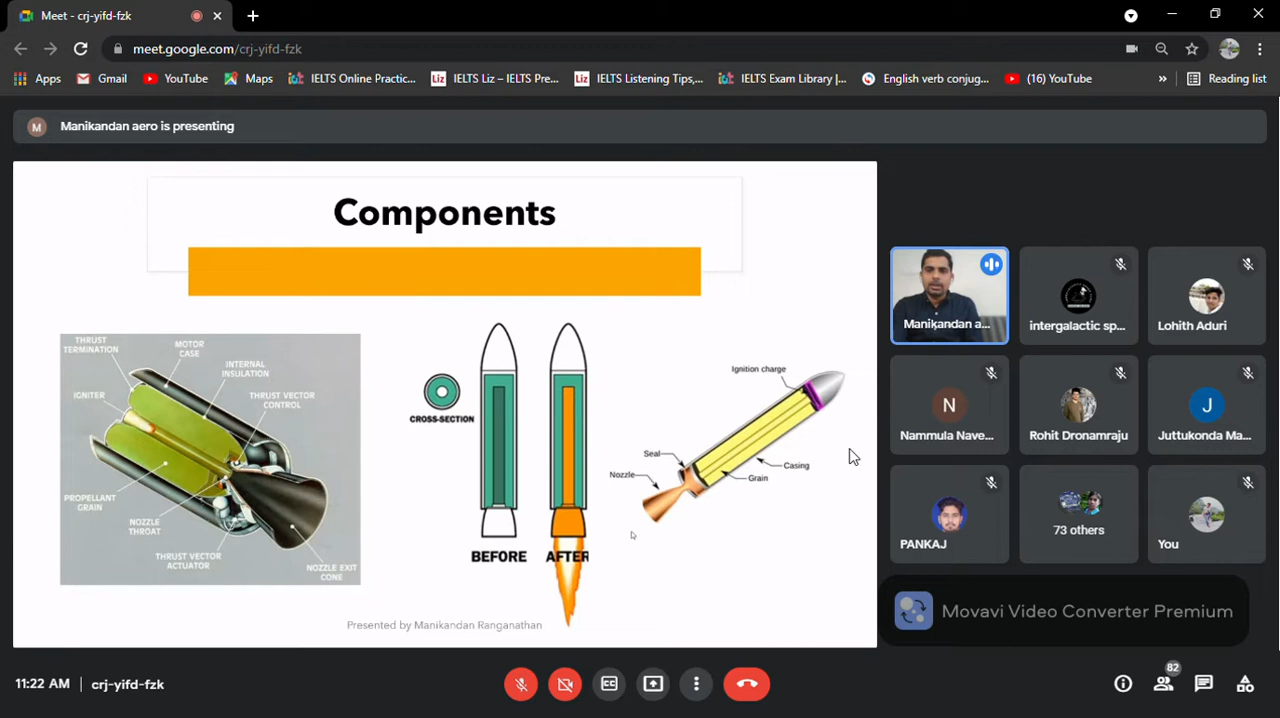 Meet - crj-yifd-fzk
meet.google.com/crj-yifd-fzk
Apps
Gmail
YouTube
Maps
IELTS Online Practic...
Liz
IELTS Liz – IELTS Pre...
Liz
IELTS Listening Tips,...
IELTS Exam Library |...
English verb conjug...
(16) YouTube
»
Reading list
M
Manikandan aero is presenting
Components
THRUST
TERMINATION
MOTOR
CASE
INTERNAL
INSULATION
THRUST VECTOR
CONTROL
IGNITER
PROPELLANT
GRAIN
NOZZLE
THROAT
THRUST VECTOR
ACTUATOR
NOZZLE EXIT
CONE
CROSS-SECTION
BEFORE
AFTER
Ignition charge
Seal
Nozzle
Casing
Grain
Presented by Manikandan Ranganathan
Manikandan a...
intergalactic sp...
Lohith Aduri
N
Nammula Nave...
Rohit Dronamraju
J
Juttukonda Ma...
PANKAJ
73 others
You
Movavi Video Converter Premium
11:22 AM | crj-yifd-fzk
CC
82